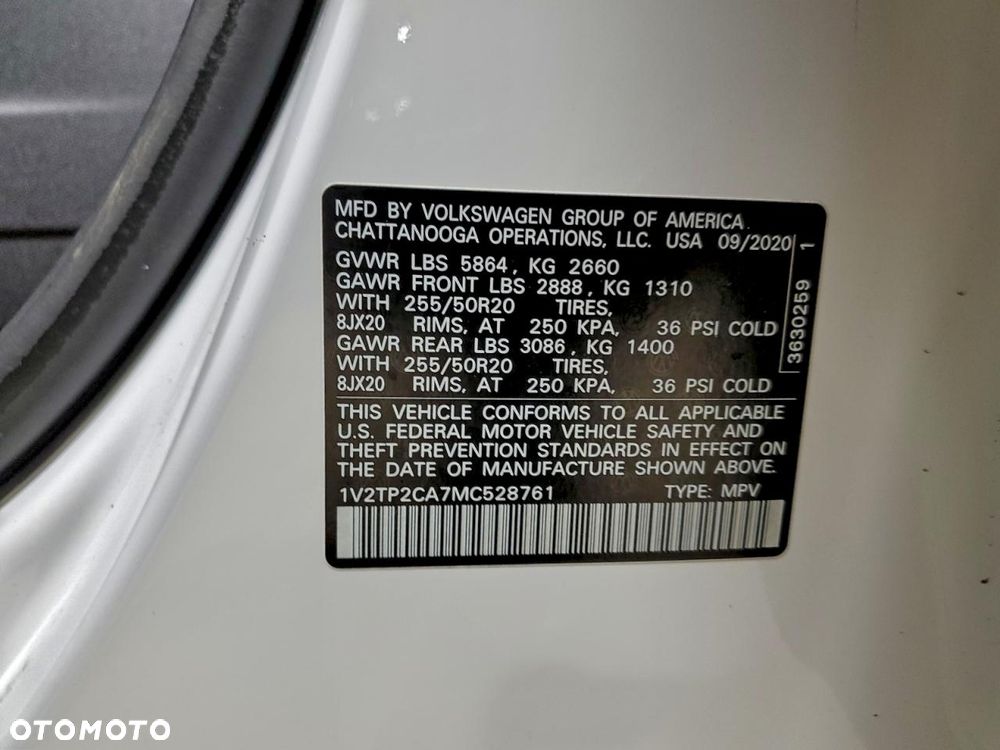 MFD BY VOLKSWAGEN GROUP OF AMERICA
CHATTANOOGA OPERATIONS, LLC. USA 09/2020
GVWR LBS 5864, KG 2660
GAWR FRONT LBS 2888, KG 1310
WITH 255/50R20 TIRES,
8JX20 RIMS, AT 250 KPA, 36 PSI COLD
GAWR REAR LBS 3086, KG 1400
WITH 255/50R20 TIRES,
8JX20 RIMS, AT 250 KPA, 36 PSI COLD
3630259 1
THIS VEHICLE CONFORMS TO ALL APPLICABLE
U.S. FEDERAL MOTOR VEHICLE SAFETY AND
THEFT PREVENTION STANDARDS IN EFFECT ON
THE DATE OF MANUFACTURE SHOWN ABOVE.
1V2TP2CA7MC528761 TYPE: MPV
OTOMOTO